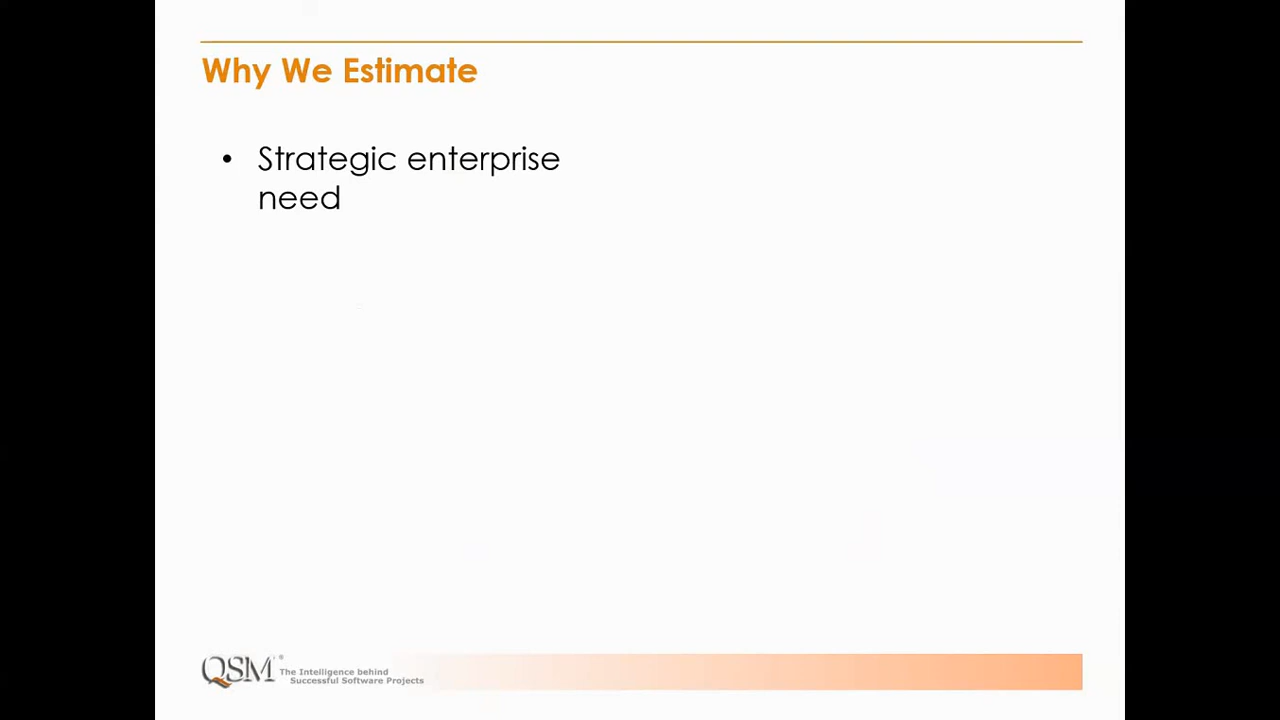 Why We Estimate
• Strategic enterprise
need
QSM®
The Intelligence behind
Successful Software Projects